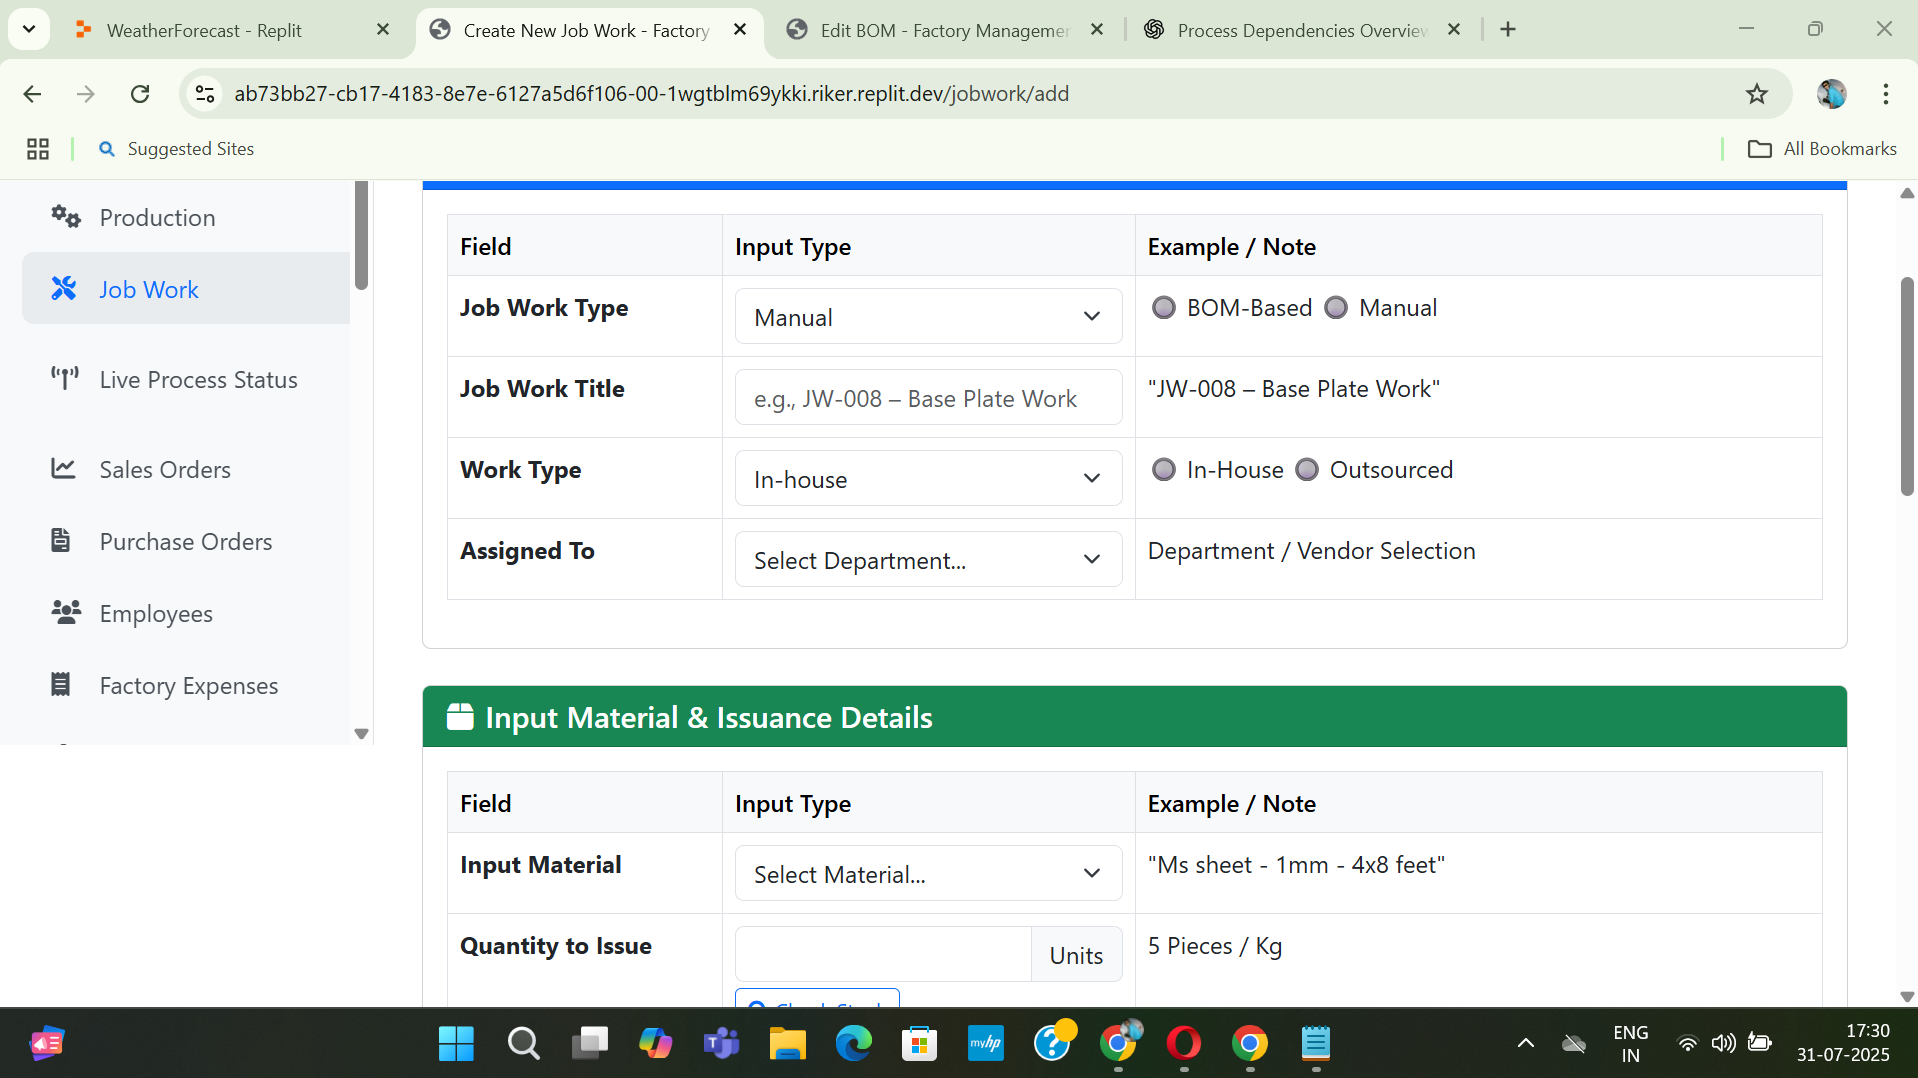 WeatherForecast - Replit
Create New Job Work - Factory
Edit BOM - Factory Managemen
Process Dependencies Overview
ab73bb27-cb17-4183-8e7e-6127a5d6f106-00-1wgtblm69ykki.riker.replit.dev/jobwork/add
Suggested Sites
All Bookmarks
Production
Job Work
Live Process Status
Sales Orders
Purchase Orders
Employees
Factory Expenses
Field Input Type Example / Note
Job Work Type Manual BOM-Based Manual
Job Work Title e.g., JW-008 – Base Plate Work "JW-008 – Base Plate Work"
Work Type In-house In-House Outsourced
Assigned To Select Department... Department / Vendor Selection
Input Material & Issuance Details
Field Input Type Example / Note
Input Material Select Material... "Ms sheet - 1mm - 4x8 feet"
Quantity to Issue Units 5 Pieces / Kg
Check Stock
myhp
ENG
IN
17:30
31-07-2025